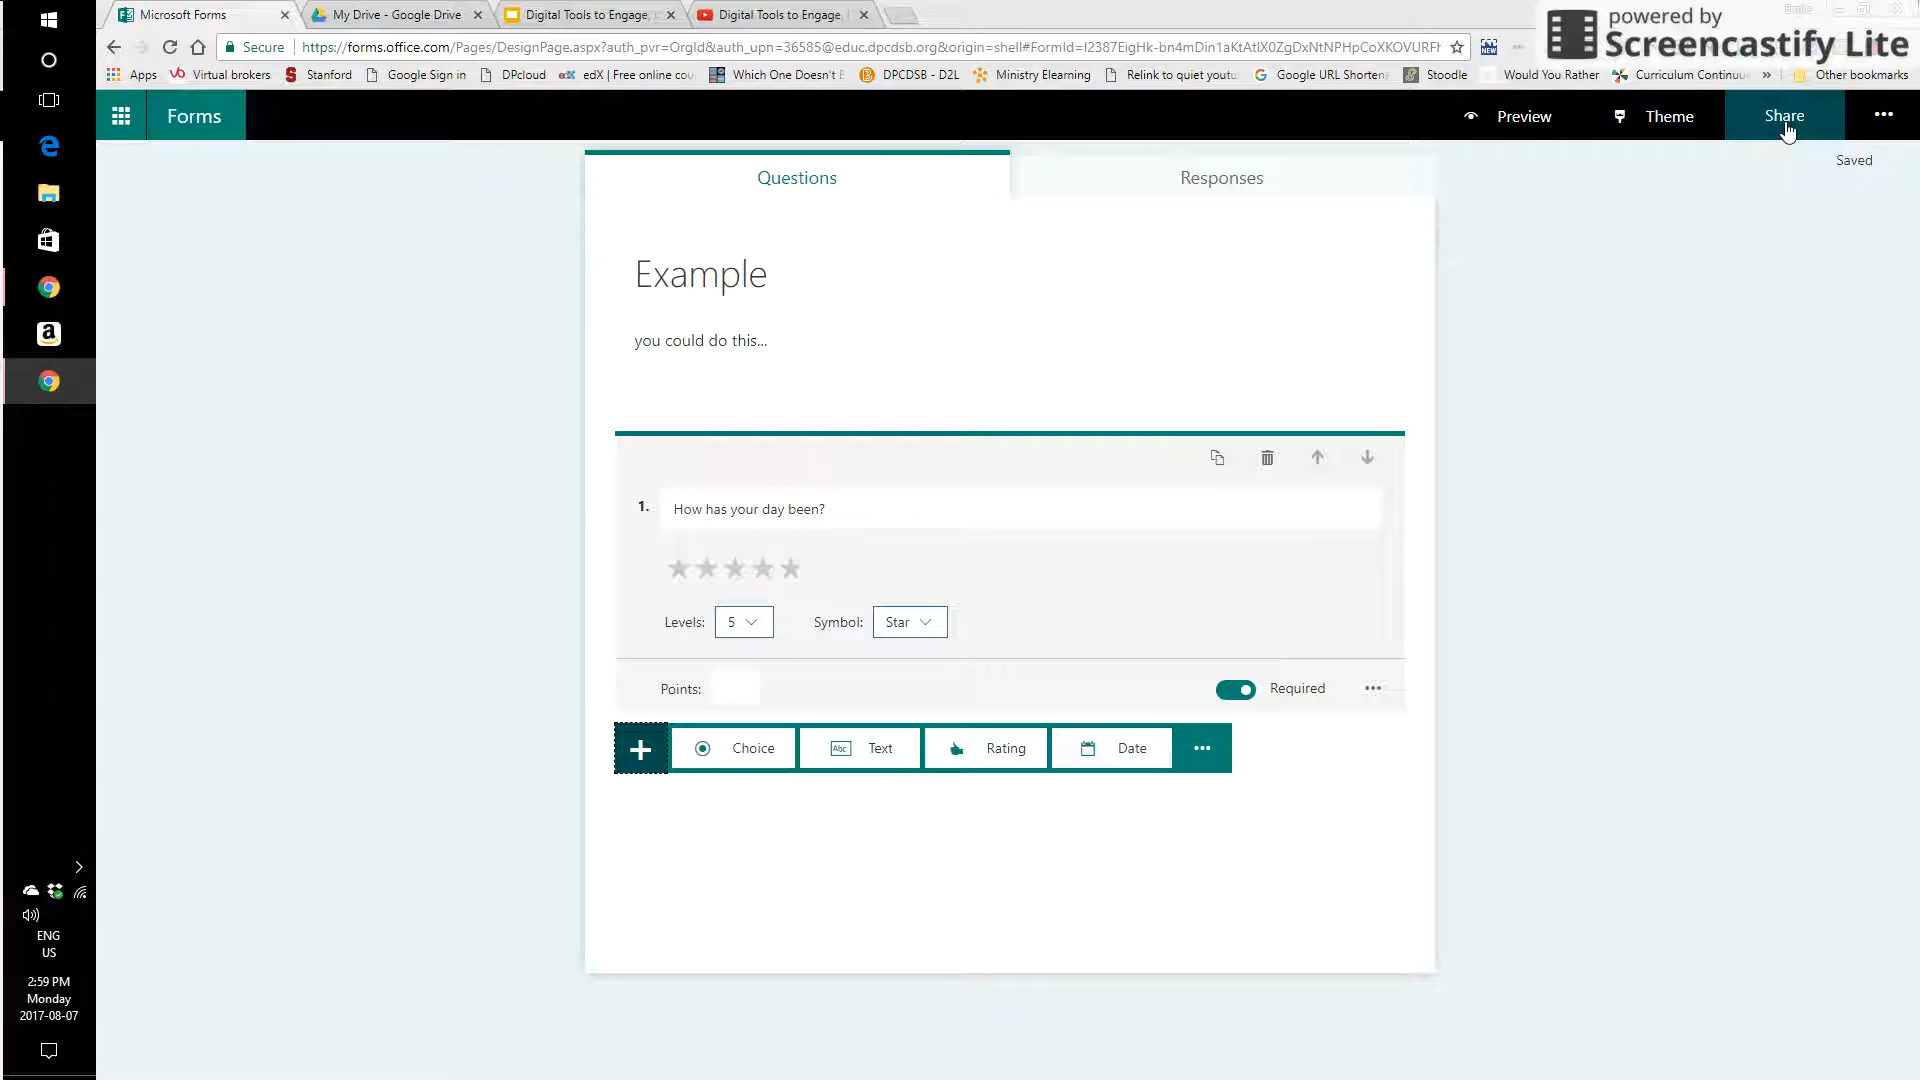 Microsoft Forms
My Drive - Google Drive
Digital Tools to Engage,
Digital Tools to Engage,
powered by
Screencastify Lite
Secure
https://forms.office.com/Pages/DesignPage.aspx?auth_pvr=OrgId&auth_upn=36585@educ.dpcdsb.org&origin=shell#FormId=
Apps
Virtual brokers
Stanford
Google Sign in
DPcloud
edX | Free online cou
Which One Doesn't
DPCDSB - D2L
Ministry Elearning
Relink to quiet youtu
Google URL Shorten
Stoodle
Would You Rather
Curriculum Continuu
»
Other bookmarks
Forms
Preview
Theme
Share
Saved
Questions
Responses
Example
you could do this...
1.
How has your day been?
Levels:
5
Symbol:
Star
Points:
Required
Choice
Abc
Text
Rating
Date
ENG
US
2:59 PM
Monday
2017-08-07